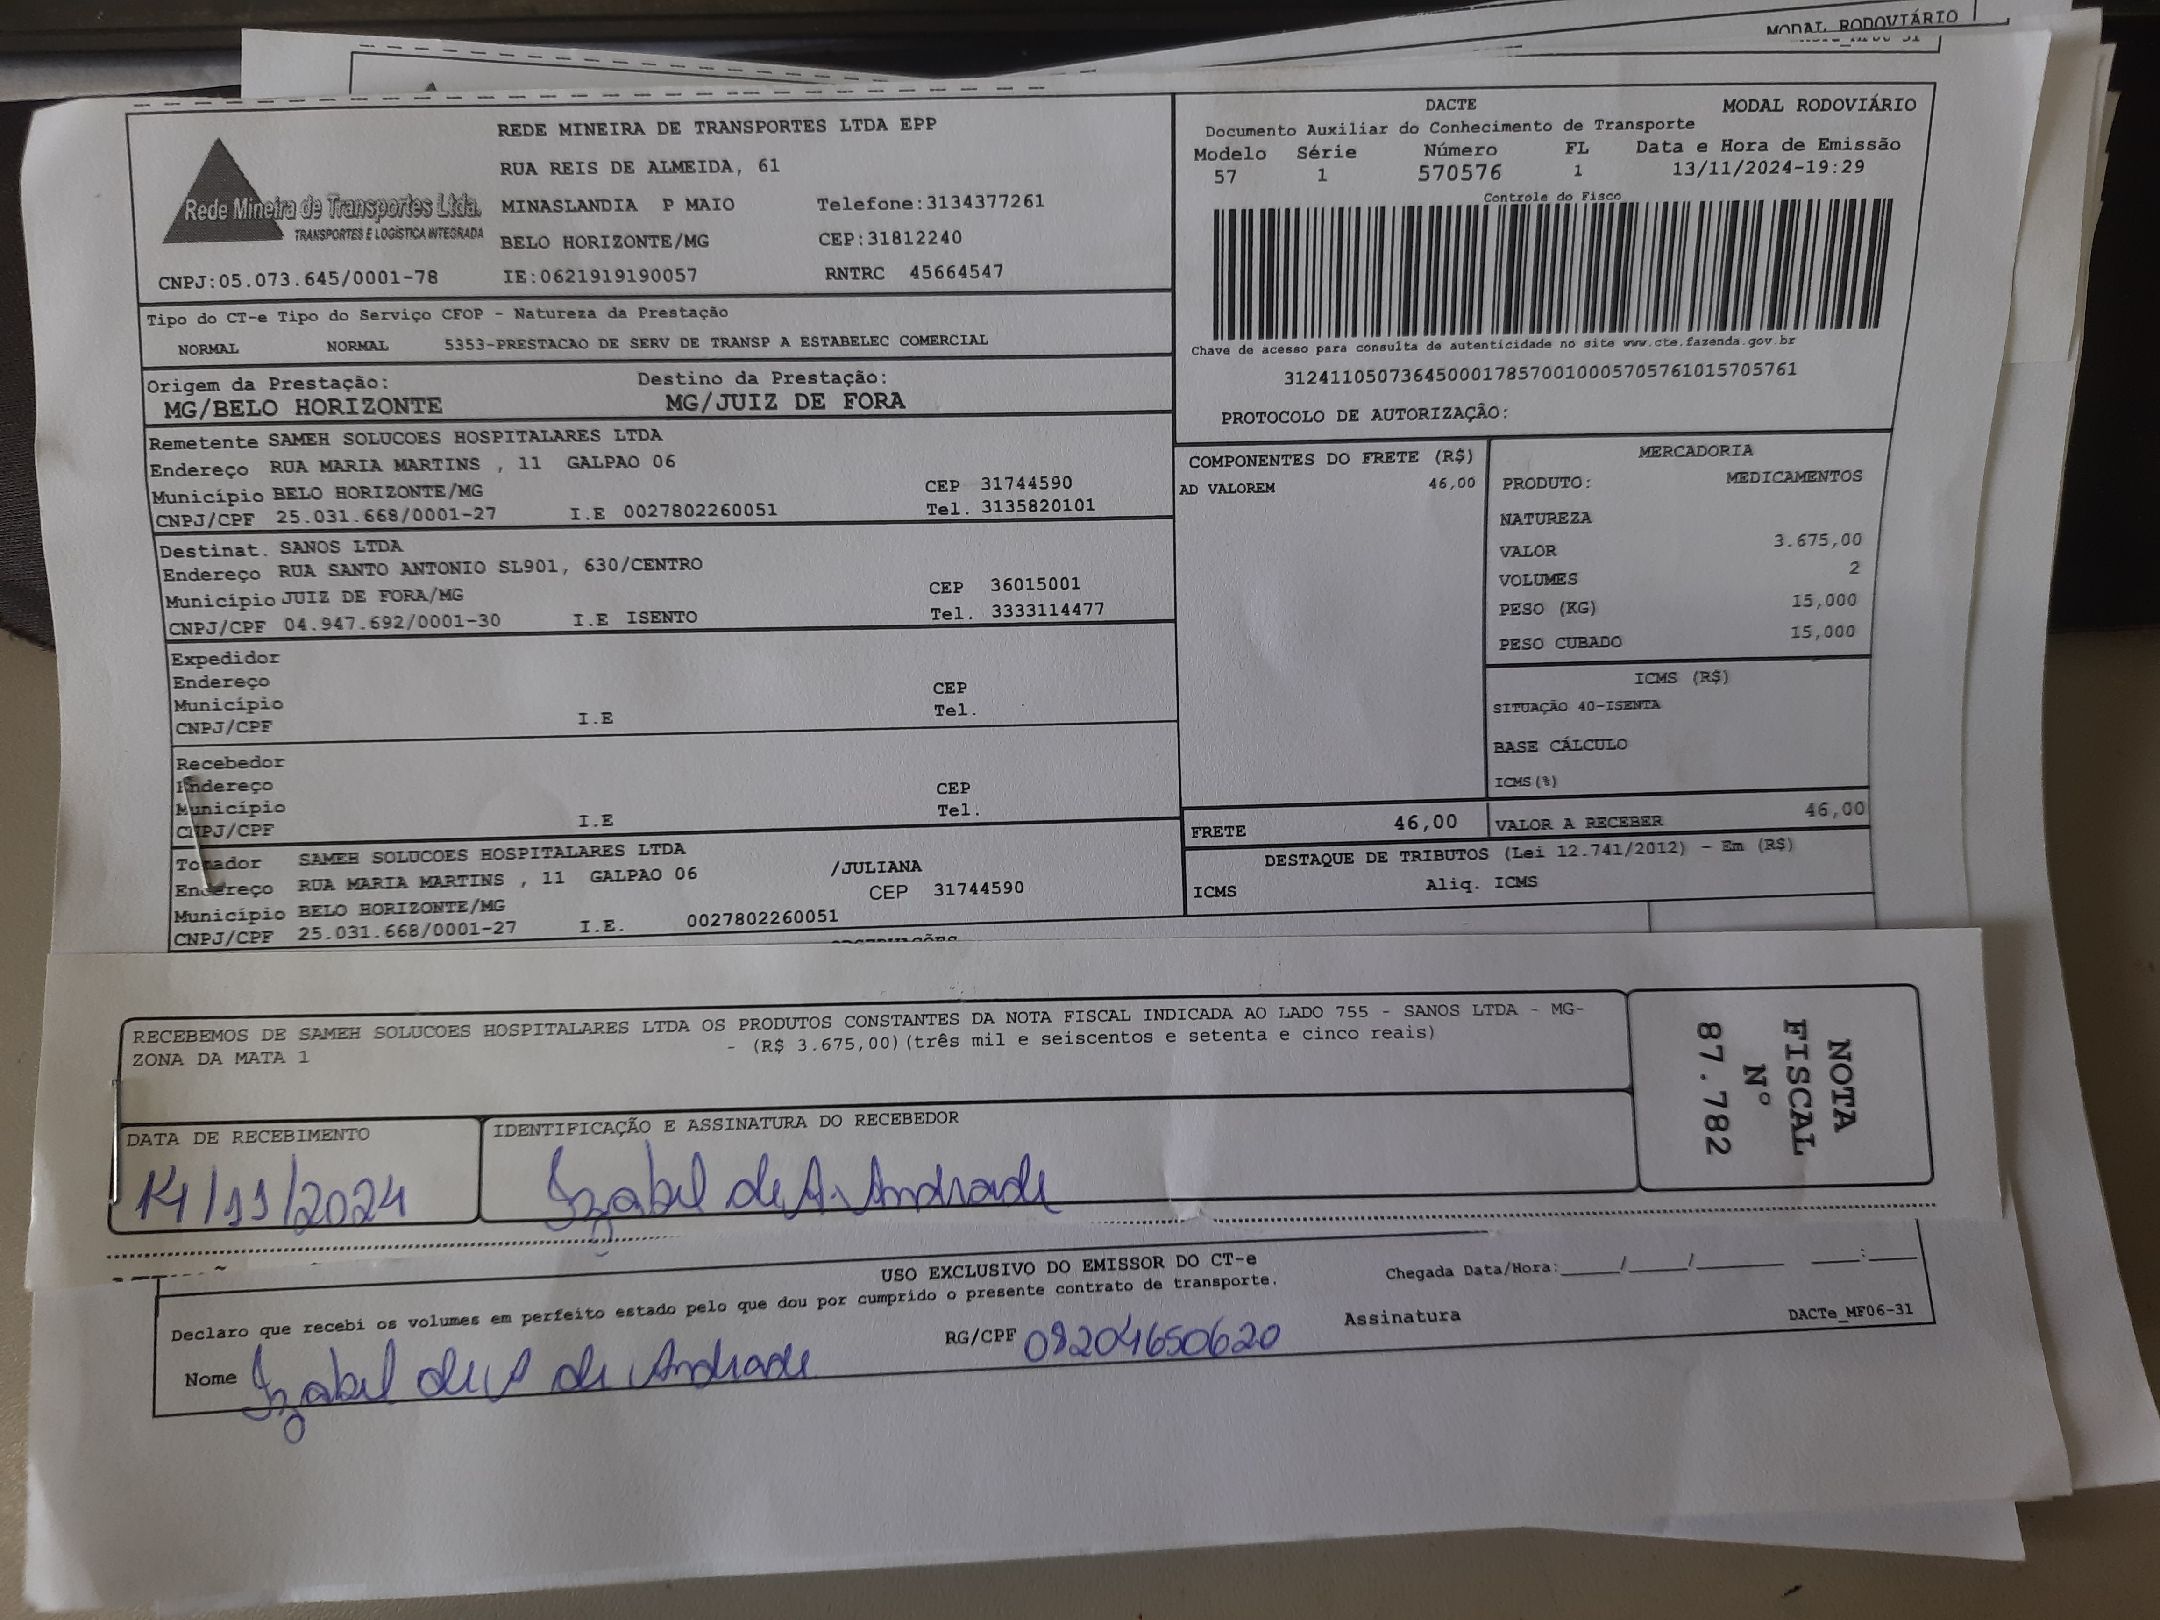 MODAL RODOVIÁRIO
REDE MINEIRA DE TRANSPORTES LTDA EPP
RUA REIS DE ALMEIDA, 61
MINASLANDIA P MAIO Telefone:3134377261
BELO HORIZONTE/MG CEP:31812240
Rede Mineira de Transportes Ltda.
TRANSPORTES E LOGÍSTICA INTEGRADA
CNPJ:05.073.645/0001-78 IE:0621919190057 RNTRC 45664547
DACTE MODAL RODOVIÁRIO
Documento Auxiliar do Conhecimento de Transporte
Modelo Série Número FL Data e Hora de Emissão
57 1 570576 1 13/11/2024-19:29
Controle do Fisco
Chave de acesso para consulta de autenticidade no site www.cte.fazenda.gov.br
31241105073645000178570010005705761015705761
PROTOCOLO DE AUTORIZAÇÃO:
Tipo do CT-e Tipo do Serviço CFOP - Natureza da Prestação
NORMAL NORMAL 5353-PRESTACAO DE SERV DE TRANSP A ESTABELEC COMERCIAL
Origem da Prestação: Destino da Prestação:
MG/BELO HORIZONTE MG/JUIZ DE FORA
Remetente SAMEH SOLUCOES HOSPITALARES LTDA
Endereço RUA MARIA MARTINS , 11 GALPAO 06
Município BELO HORIZONTE/MG CEP 31744590
CNPJ/CPF 25.031.668/0001-27 I.E 0027802260051 Tel. 3135820101
Destinat. SANOS LTDA
Endereço RUA SANTO ANTONIO SL901, 630/CENTRO
Município JUIZ DE FORA/MG CEP 36015001
CNPJ/CPF 04.947.692/0001-30 I.E ISENTO Tel. 3333114477
Expedidor
Endereço
Município CEP
CNPJ/CPF I.E Tel.
Recebedor
Endereço CEP
Município Tel.
CNPJ/CPF I.E
Tomador SAMEH SOLUCOES HOSPITALARES LTDA
Endereço RUA MARIA MARTINS , 11 GALPAO 06 /JULIANA
Município BELO HORIZONTE/MG CEP 31744590
CNPJ/CPF 25.031.668/0001-27 I.E. 0027802260051
COMPONENTES DO FRETE (R$)
AD VALOREM 46,00
MERCADORIA
PRODUTO: MEDICAMENTOS
NATUREZA
VALOR 3.675,00
VOLUMES 2
PESO (KG) 15,000
PESO CUBADO 15,000
ICMS (R$)
SITUAÇÃO 40-ISENTA
BASE CÁLCULO
ICMS(%)
FRETE 46,00 VALOR A RECEBER 46,00
DESTAQUE DE TRIBUTOS (Lei 12.741/2012) - Em (R$)
ICMS Aliq. ICMS
RECEBEMOS DE SAMEH SOLUCOES HOSPITALARES LTDA OS PRODUTOS CONSTANTES DA NOTA FISCAL INDICADA AO LADO 755 - SANOS LTDA - MG-
ZONA DA MATA 1 - (R$ 3.675,00)(três mil e seiscentos e setenta e cinco reais)
NOTA
FISCAL
Nº
87.782
DATA DE RECEBIMENTO
14/11/2024
IDENTIFICAÇÃO E ASSINATURA DO RECEBEDOR
Izabel de A. Andrade
USO EXCLUSIVO DO EMISSOR DO CT-e
Declaro que recebi os volumes em perfeito estado pelo que dou por cumprido o presente contrato de transporte.
Chegada Data/Hora:_____/_____/_______ ____:____
Nome Izabel de A de Andrade RG/CPF 09204650620 Assinatura
DACTe_MF06-31